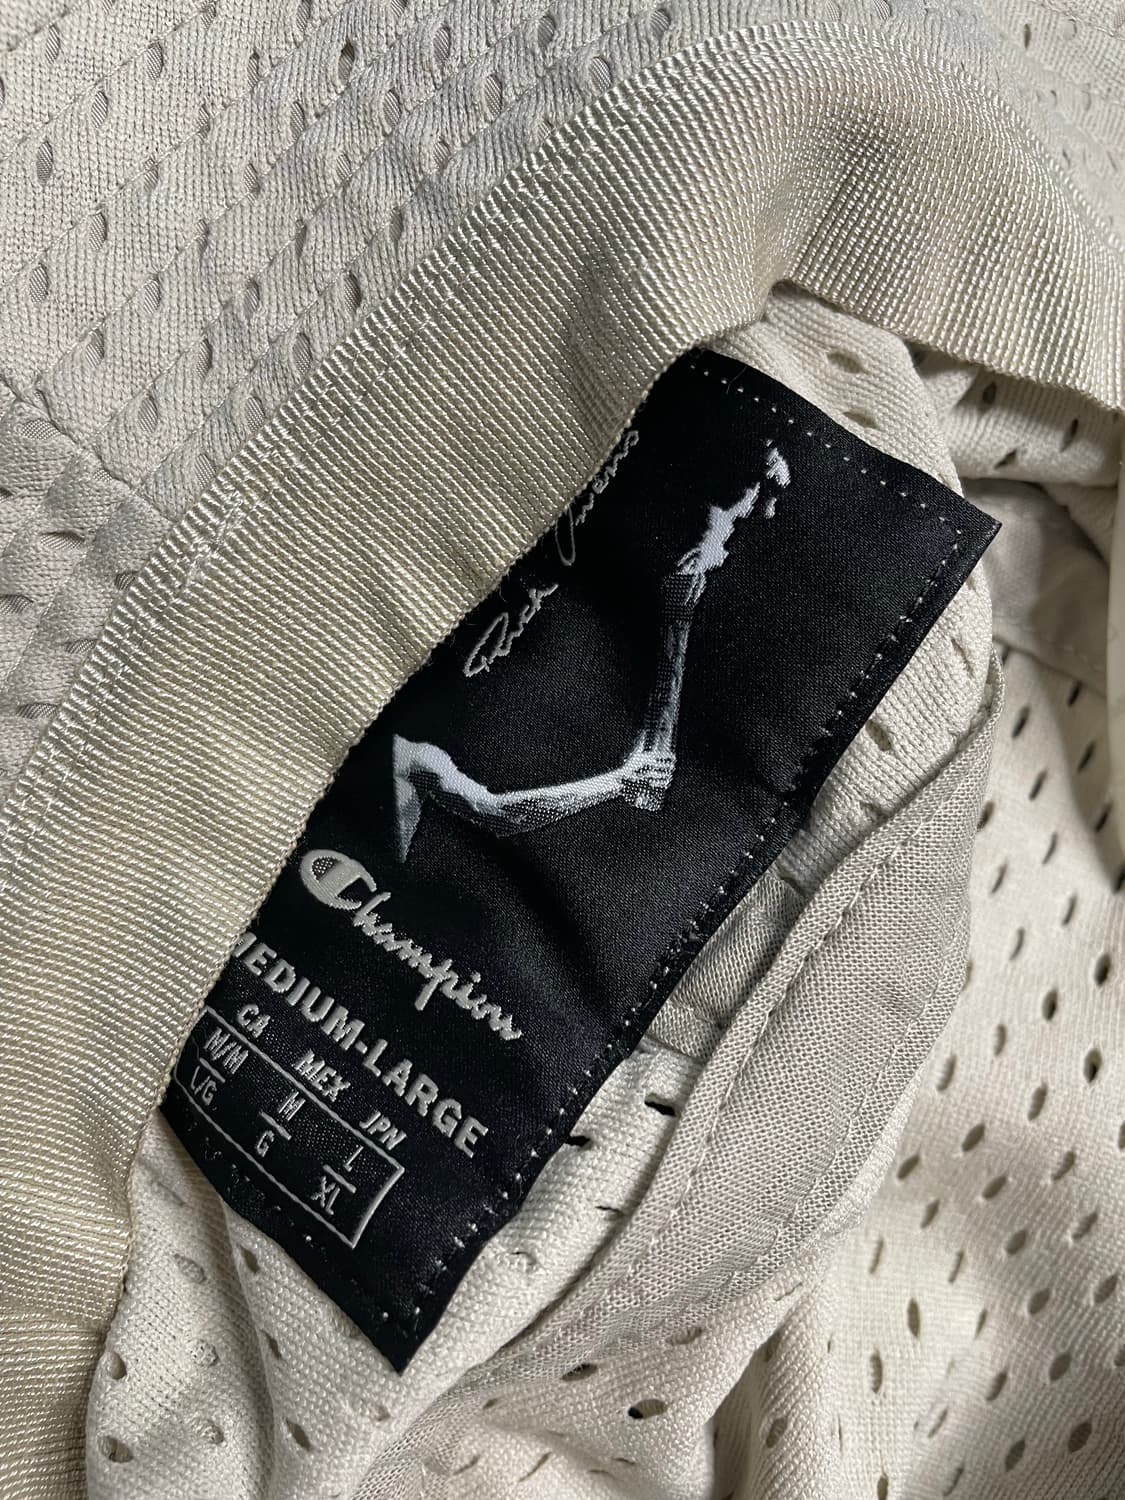 Rick Owens
Champion
MEDIUM-LARGE
CA MEX JPN
M/M M L
L/G G XL